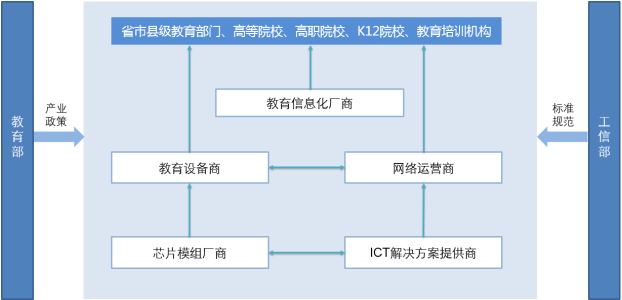 省市县级教育部门、高等院校、高职院校、K12院校、教育培训机构
教育信息化厂商
教育部
产业
政策
标准
规范
工信部
教育设备商
网络运营商
芯片模组厂商
ICT解决方案提供商